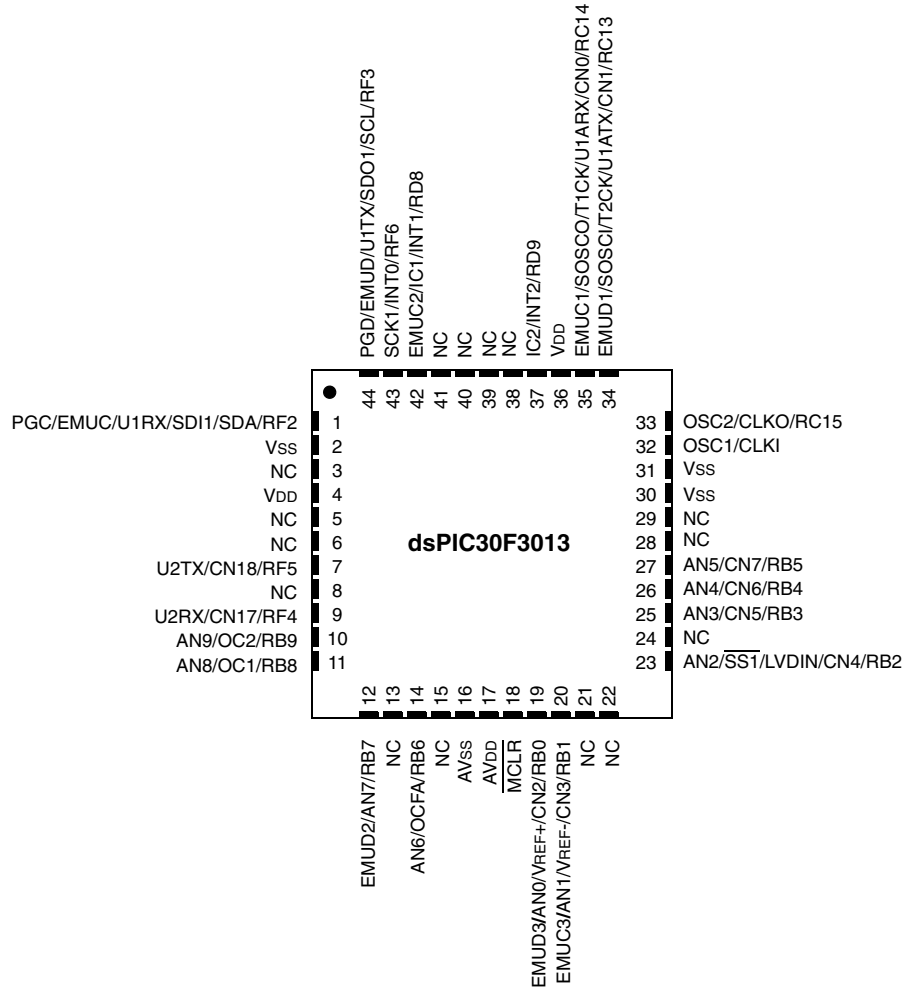 PGD/EMUD/U1TX/SDO1/SCL/RF3
SCK1/INT0/RF6
EMUC2/IC1/INT1/RD8
NC
NC
NC
NC
IC2/INT2/RD9
VDD
EMUC1/SOSCO/T1CK/U1ARX/CN0/RC14
EMUD1/SOSCI/T2CK/U1ATX/CN1/RC13
44
43
42
41
40
39
38
37
36
35
34
PGC/EMUC/U1RX/SDI1/SDA/RF2 1
VSS 2
NC 3
VDD 4
NC 5
NC 6
U2TX/CN18/RF5 7
NC 8
U2RX/CN17/RF4 9
AN9/OC2/RB9 10
AN8/OC1/RB8 11
dsPIC30F3013
33 OSC2/CLKO/RC15
32 OSC1/CLKI
31 VSS
30 VSS
29 NC
28 NC
27 AN5/CN7/RB5
26 AN4/CN6/RB4
25 AN3/CN5/RB3
24 NC
23 AN2/SS1/LVDIN/CN4/RB2
12
13
14
15
16
17
18
19
20
21
22
EMUD2/AN7/RB7
NC
AN6/OCFA/RB6
NC
AVSS
AVDD
MCLR
EMUD3/AN0/VREF+/CN2/RB0
EMUC3/AN1/VREF-/CN3/RB1
NC
NC